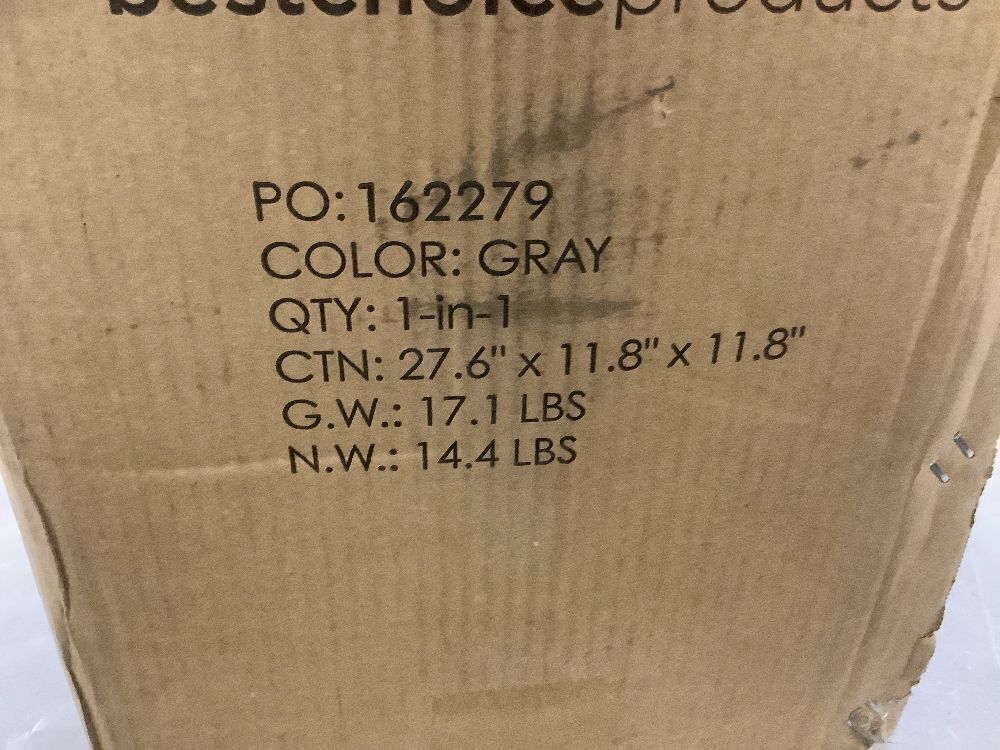 bestchoiceproducts
PO: 162279
COLOR: GRAY
QTY: 1-in-1
CTN: 27.6" x 11.8" x 11.8"
G.W.: 17.1 LBS
N.W.: 14.4 LBS